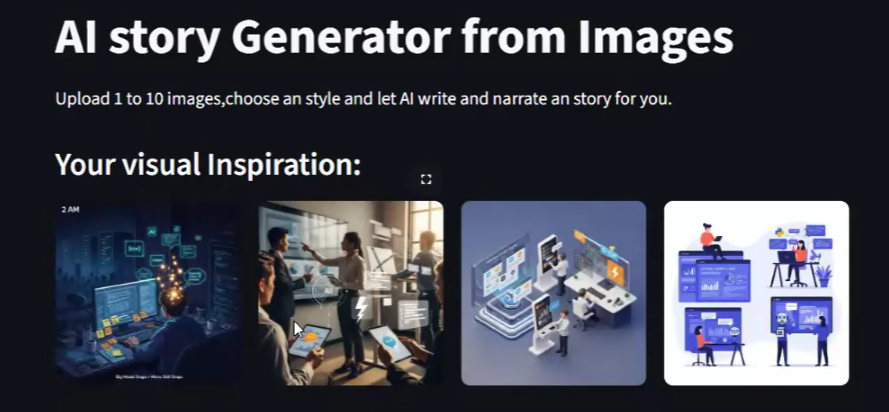 AI story Generator from Images
Upload 1 to 10 images,choose an style and let AI write and narrate an story for you.
Your visual Inspiration:
2 AM